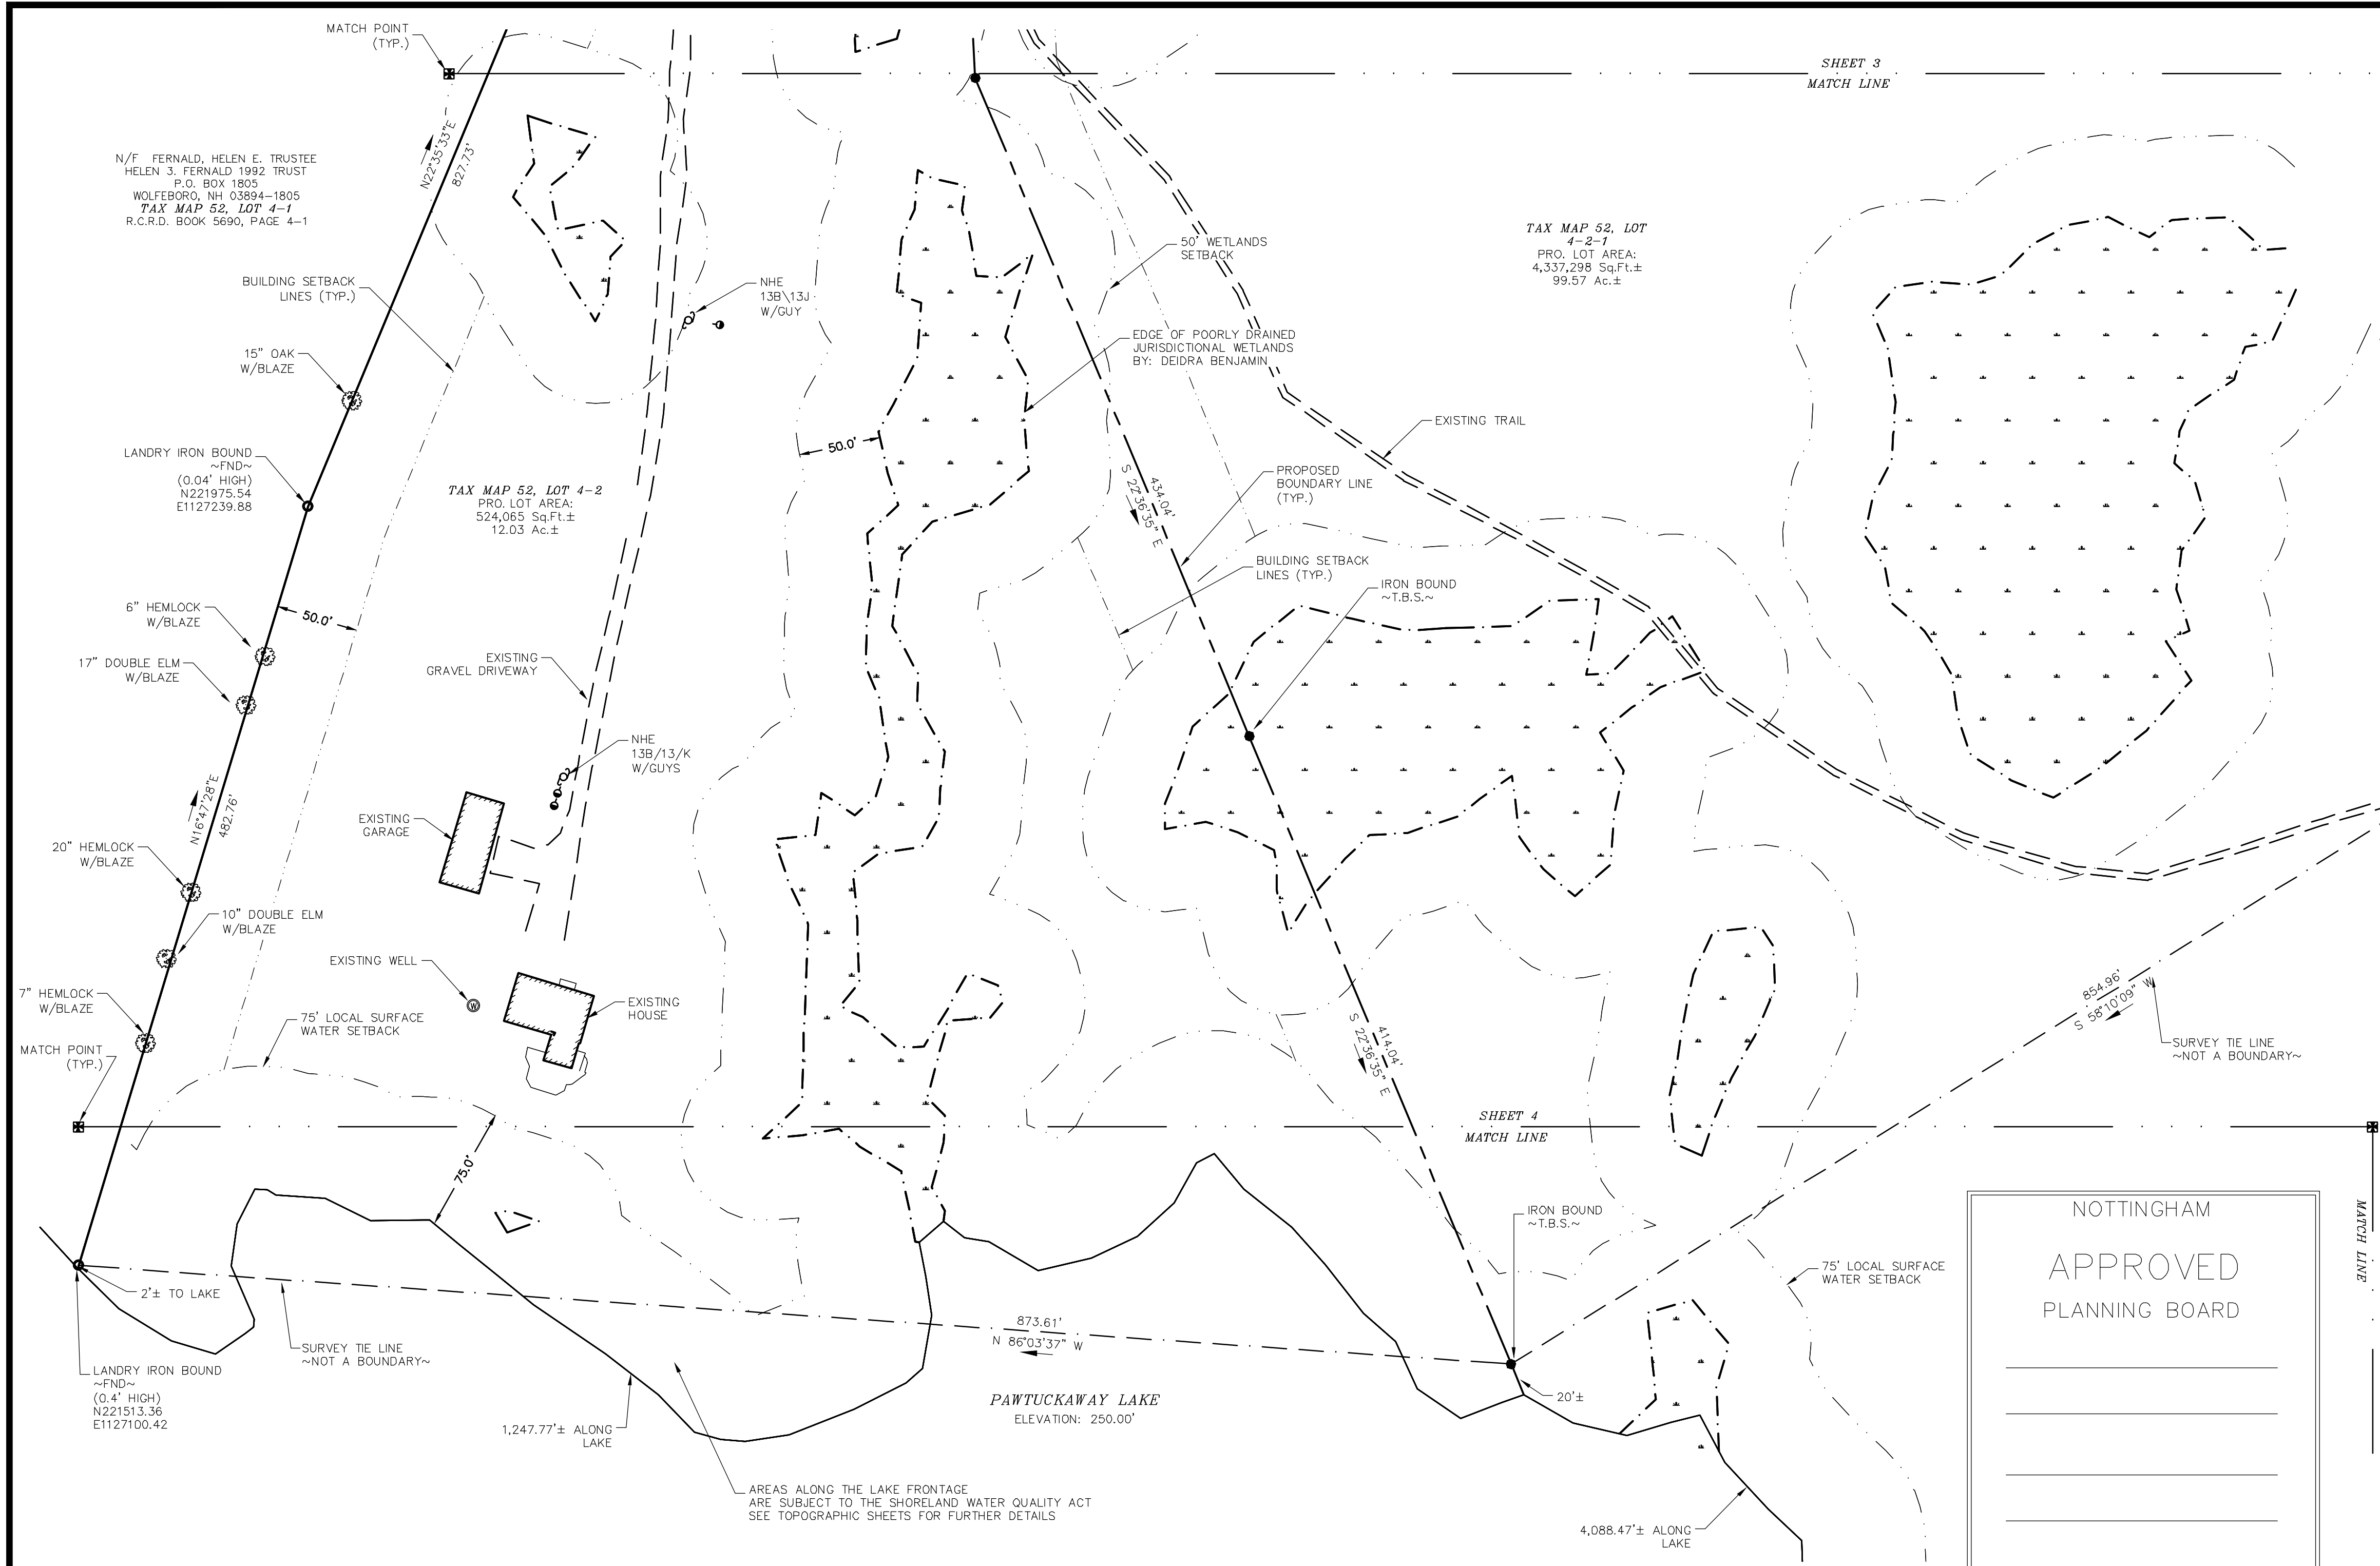 MATCH POINT
(TYP.)
SHEET 3
MATCH LINE
N/F FERNALD, HELEN E. TRUSTEE
HELEN 3. FERNALD 1992 TRUST
P.O. BOX 1805
WOLFEBORO, NH 03894-1805
TAX MAP 52, LOT 4-1
R.C.R.D. BOOK 5690, PAGE 4-1
N22°35'33"E
827.73'
TAX MAP 52, LOT
4-2-1
PRO. LOT AREA:
4,337,298 Sq.Ft.±
99.57 Ac.±
50' WETLANDS
SETBACK
BUILDING SETBACK
LINES (TYP.)
NHE
13B\13J
W/GUY
EDGE OF POORLY DRAINED
JURISDICTIONAL WETLANDS
BY: DEIDRA BENJAMIN
15" OAK
W/BLAZE
EXISTING TRAIL
50.0'
LANDRY IRON BOUND
~FND~
(0.04' HIGH)
N221975.54
E1127239.88
TAX MAP 52, LOT 4-2
PRO. LOT AREA:
524,065 Sq.Ft.±
12.03 Ac.±
434.04'
S 22°36'35" E
PROPOSED
BOUNDARY LINE
(TYP.)
BUILDING SETBACK
LINES (TYP.)
IRON BOUND
~T.B.S.~
6" HEMLOCK
W/BLAZE
50.0'
17" DOUBLE ELM
W/BLAZE
EXISTING
GRAVEL DRIVEWAY
NHE
13B/13/K
W/GUYS
N16°47'28"E
482.76'
EXISTING
GARAGE
20" HEMLOCK
W/BLAZE
10" DOUBLE ELM
W/BLAZE
EXISTING WELL
W
EXISTING
HOUSE
7" HEMLOCK
W/BLAZE
75' LOCAL SURFACE
WATER SETBACK
854.96'
S 58°10'09" W
SURVEY TIE LINE
~NOT A BOUNDARY~
414.04'
S 22°36'35" E
MATCH POINT
(TYP.)
SHEET 4
MATCH LINE
75.0'
IRON BOUND
~T.B.S.~
NOTTINGHAM
APPROVED
PLANNING BOARD
MATCH LINE
75' LOCAL SURFACE
WATER SETBACK
2'± TO LAKE
873.61'
N 86°03'37" W
SURVEY TIE LINE
~NOT A BOUNDARY~
LANDRY IRON BOUND
~FND~
(0.4' HIGH)
N221513.36
E1127100.42
PAWTUCKAWAY LAKE
ELEVATION: 250.00'
20'±
1,247.77'± ALONG
LAKE
AREAS ALONG THE LAKE FRONTAGE
ARE SUBJECT TO THE SHORELAND WATER QUALITY ACT
SEE TOPOGRAPHIC SHEETS FOR FURTHER DETAILS
4,088.47'± ALONG
LAKE